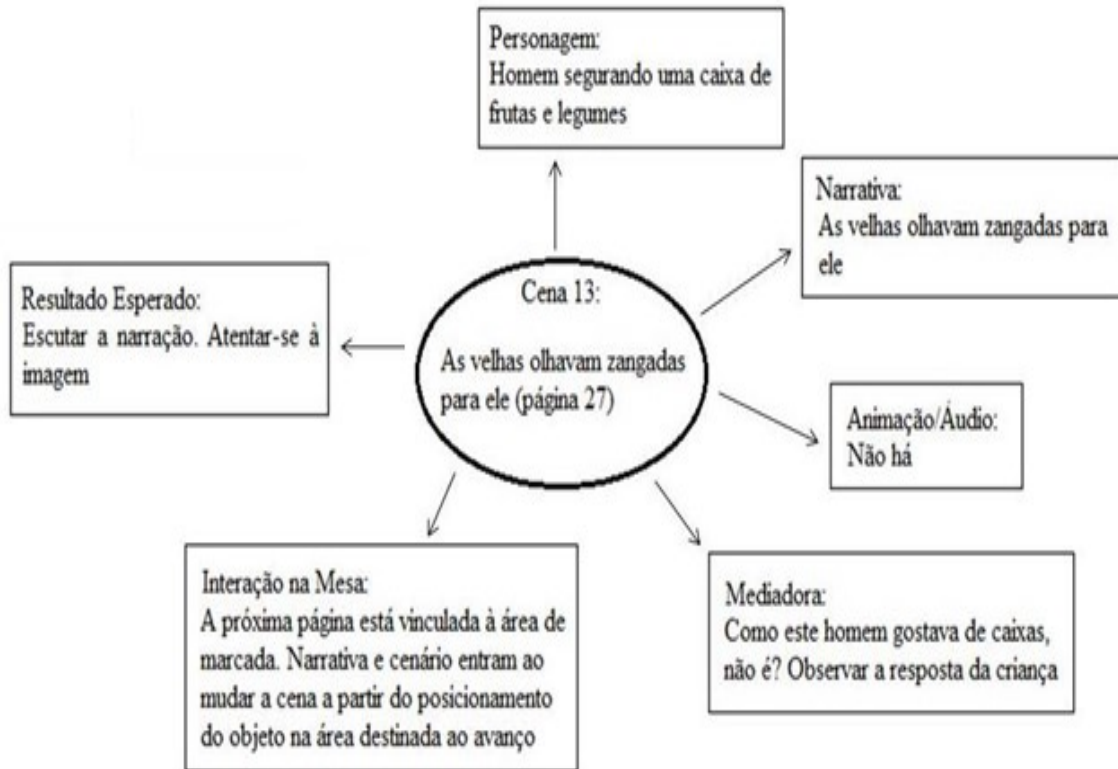 Personagem:
Homem segurando uma caixa de
frutas e legumes
Narrativa:
As velhas olhavam zangadas para
ele
Resultado Esperado:
Escutar a narração. Atentar-se à
imagem
Cena 13:
As velhas olhavam zangadas
para ele (página 27)
Animação/Áudio:
Não há
Interação na Mesa:
A próxima página está vinculada à área de
marcada. Narrativa e cenário entram ao
mudar a cena a partir do posicionamento
do objeto na área destinada ao avanço
Mediadora:
Como este homem gostava de caixas,
não é? Observar a resposta da criança